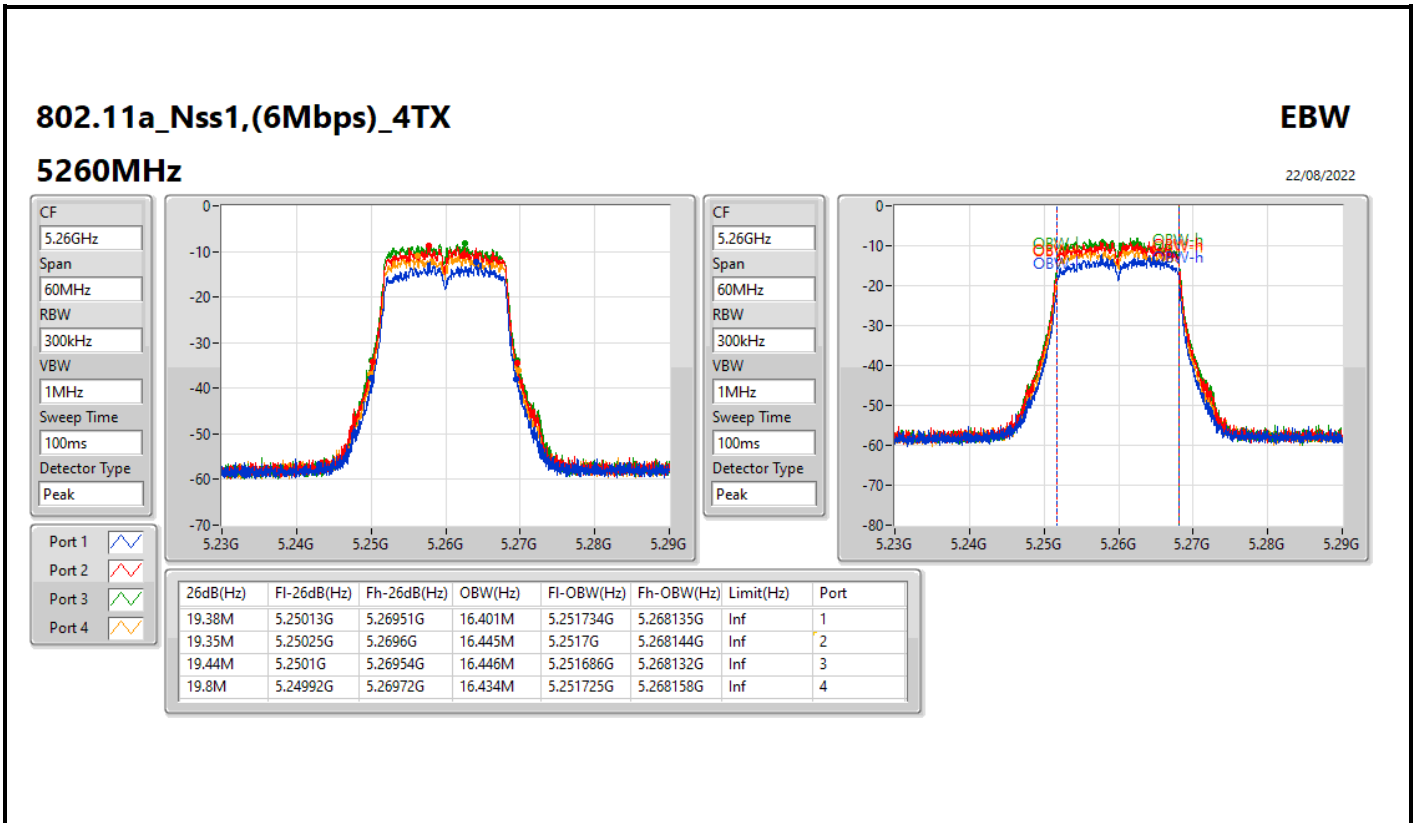 802.11a_Nss1,(6Mbps)_4TX
EBW
5260MHz
22/08/2022
CF
5.26GHz
Span
60MHz
RBW
300kHz
VBW
1MHz
Sweep Time
100ms
Detector Type
Peak
0
-10
-20
-30
-40
-50
-60
-70
5.23G 5.24G 5.25G 5.26G 5.27G 5.28G 5.29G
CF
5.26GHz
Span
60MHz
RBW
300kHz
VBW
1MHz
Sweep Time
100ms
Detector Type
Peak
0
-10
-20
-30
-40
-50
-60
-70
-80
OBW-h
5.23G 5.24G 5.25G 5.26G 5.27G 5.28G 5.29G
Port 1
Port 2
Port 3
Port 4
26dB(Hz) Fl-26dB(Hz) Fh-26dB(Hz) OBW(Hz) Fl-OBW(Hz) Fh-OBW(Hz) Limit(Hz) Port
19.38M 5.25013G 5.26951G 16.401M 5.251734G 5.268135G Inf 1
19.35M 5.25025G 5.2696G 16.445M 5.2517G 5.268144G Inf 2
19.44M 5.2501G 5.26954G 16.446M 5.251686G 5.268132G Inf 3
19.8M 5.24992G 5.26972G 16.434M 5.251725G 5.268158G Inf 4